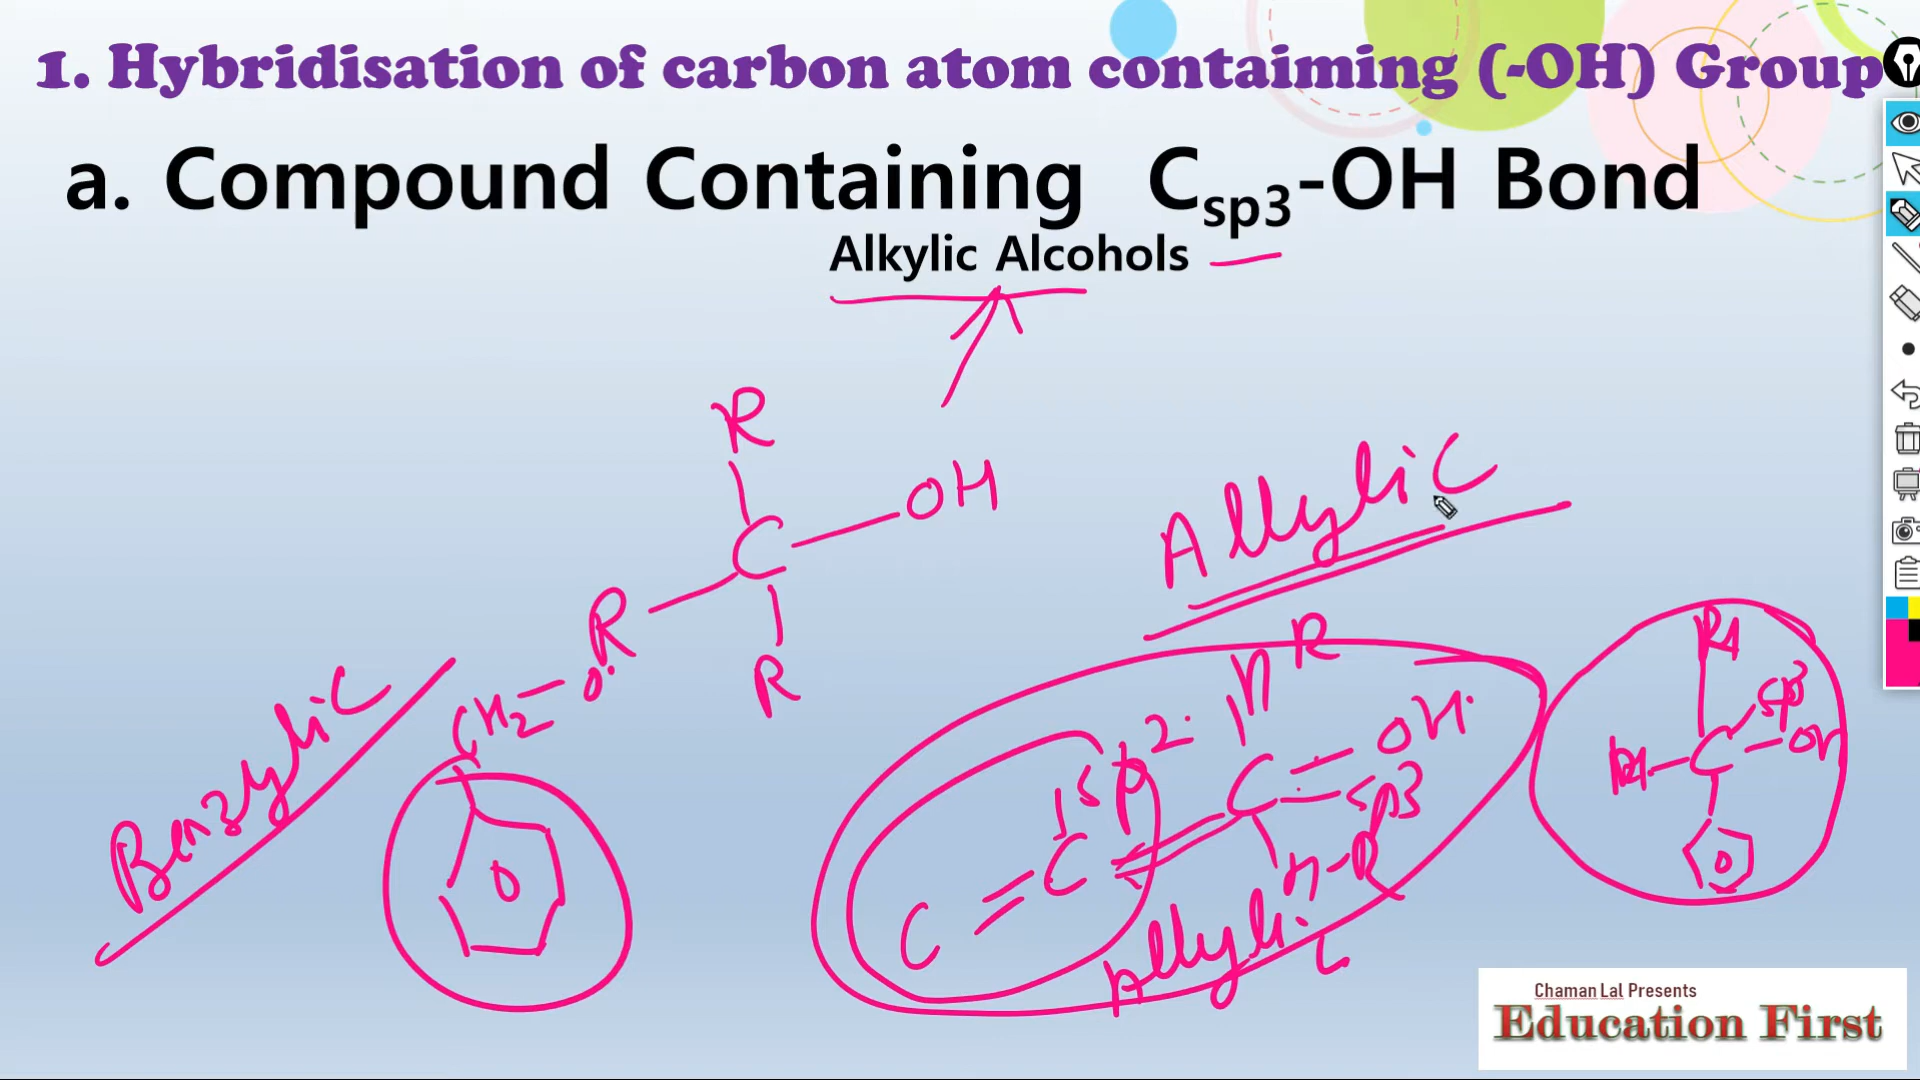 1. Hybridisation of carbon atom contaiming (-OH) Group
a. Compound Containing Csp3-OH Bond
Alkylic Alcohols
R
OH
Allylic
C
R
R
R
R
sp3
Benzylic
CH2
O
OH
C
R
C
OH
sp2
C
sp3
C
R
C
Allylic
Chaman Lal Presents
Education First